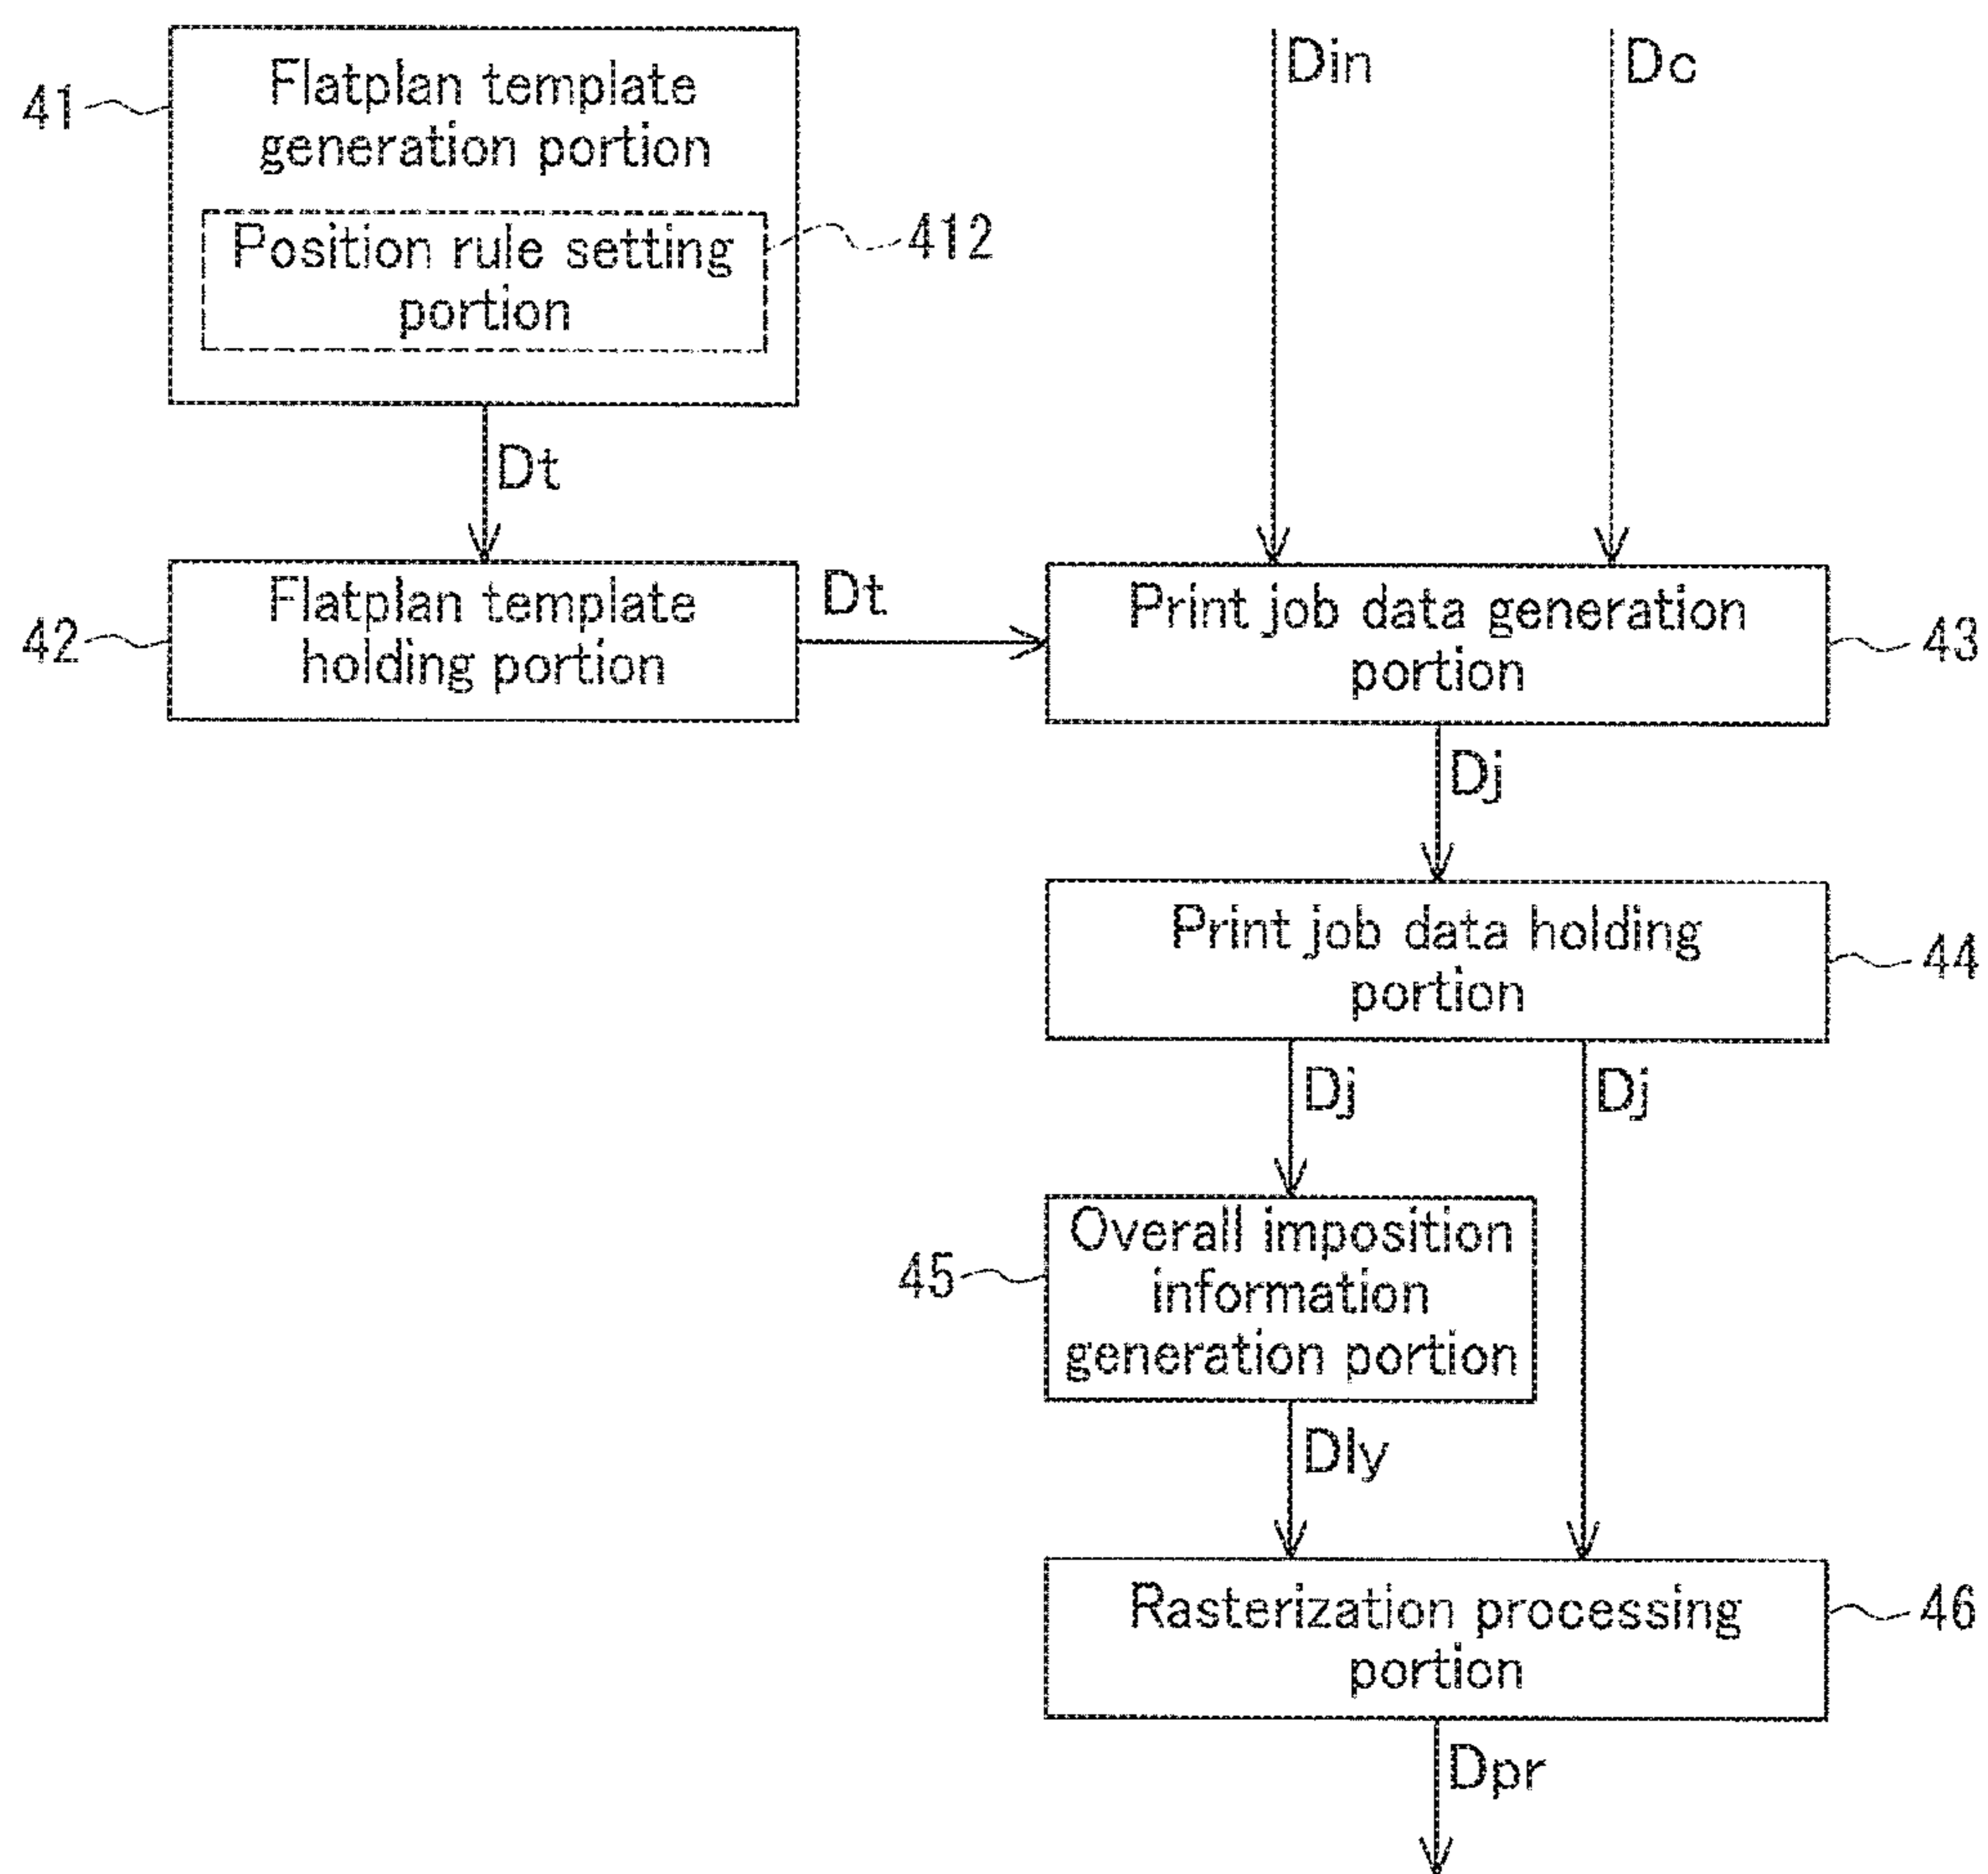 41
Flatplan template
generation portion
Position rule setting
portion
412
Din
Dc
Dt
42
Flatplan template
holding portion
Dt
Print job data generation
portion
43
Dj
Print job data holding
portion
44
Dj
Dj
45
Overall imposition
information
generation portion
Dly
Rasterization processing
portion
46
Dpr